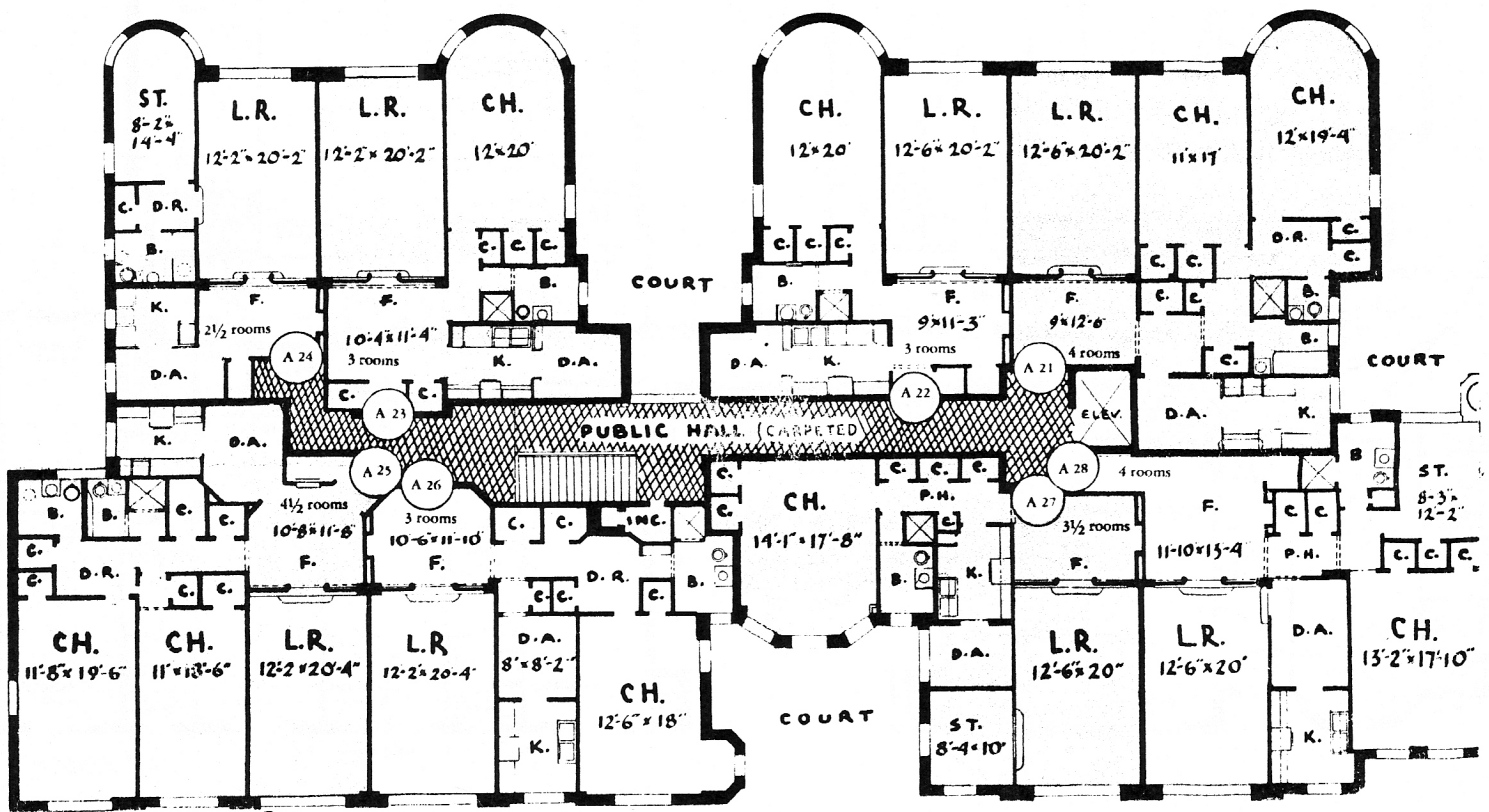 ST.
8'-2" x
14'-4"
L.R.
12'-2" x 20'-2"
L.R.
12'-2" x 20'-2"
CH.
12' x 20'
CH.
12' x 20'
L.R.
12'-6" x 20'-2"
L.R.
12'-6" x 20'-2"
CH.
11' x 17'
CH.
12' x 19'-4"
C.
D.R.
B.
C.
C.
C.
B.
COURT
C.
C.
C.
B.
C.
C.
D.R.
C.
C.
K.
F.
2½ rooms
A 24
D.A.
F.
10'-4 x 11'-4"
3 rooms
C.
C.
A 23
K.
D.A.
D.A.
K.
F.
9' x 11'-3"
3 rooms
A 22
F.
9' x 12'-6"
A 21
4 rooms
C.
C.
C.
B.
B.
COURT
ELEV.
D.A.
K.
PUBLIC HALL (CARPETED
K.
D.A.
A 25
A 26
4½ rooms
10'-8" x 11'-8"
F.
3 rooms
10'-6" x 11'-10"
F.
B.
B.
C.
C.
C.
C.
D.R.
C.
C.
C.
C.
INC.
D.R.
C.
C.
C.
B.
C.
C.
CH.
14'-1" x 17'-8"
C.
C.
C.
P.H.
C.
B.
K.
A 28
A 27
4 rooms
3½ rooms
F.
F.
11'-10 x 13'-4"
C.
C.
P.H.
B
ST.
8'-3" x
12'-2"
C.
C.
C.
CH.
11'-8" x 19'-6"
CH.
11' x 13'-6"
L.R.
12'-2 x 20'-4"
L.R
12'-2" x 20'-4
D.A.
8' x 8'-2"
K.
CH.
12'-6" x 18"
COURT
D.A.
ST.
8'-4 x 10'
L.R.
12'-6" x 20"
L.R.
12'-6" x 20'
D.A.
K.
CH.
13'-2" x 17'-10"